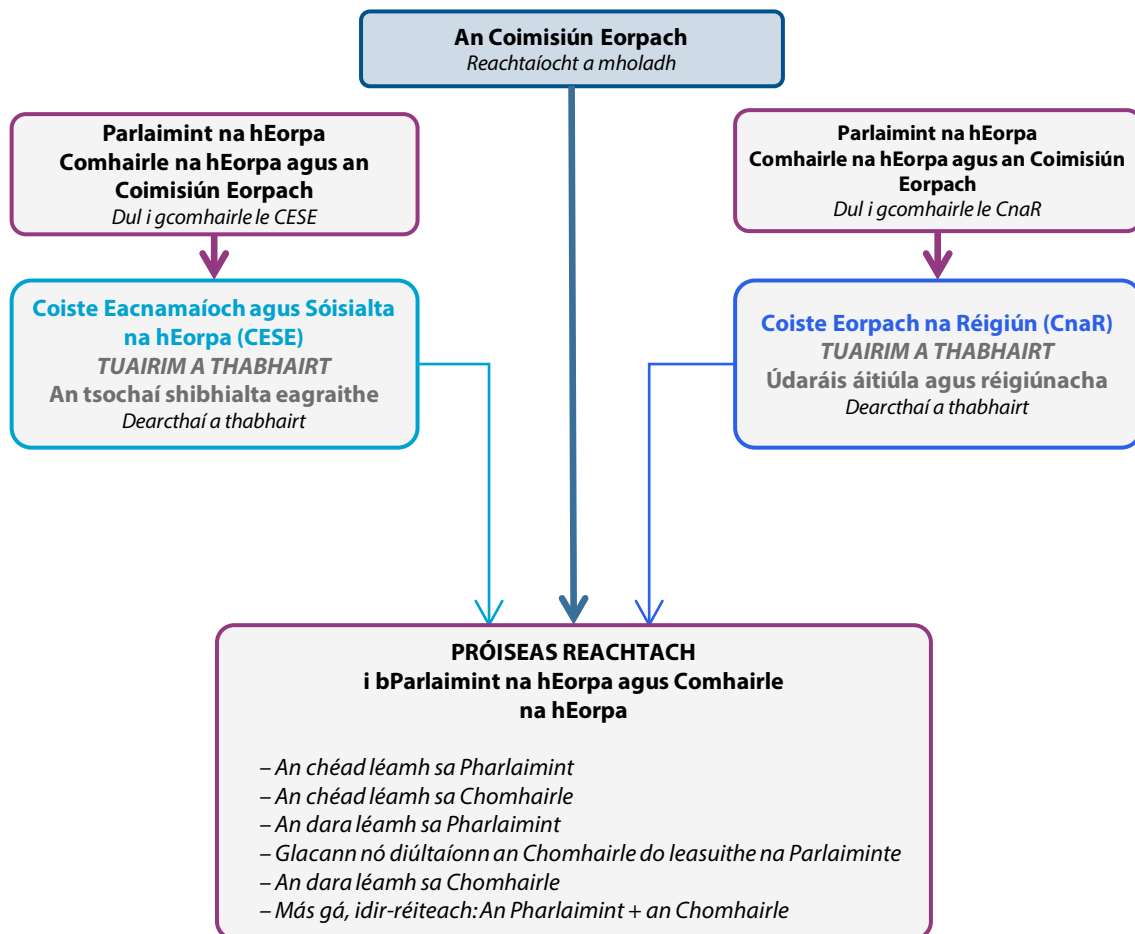 An Coimisiún Eorpach
Reachtaíocht a mholadh
Parlaimint na hEorpa
Comhairle na hEorpa agus an
Coimisiún Eorpach
Dul i gcomhairle le CESE
Parlaimint na hEorpa
Comhairle na hEorpa agus an Coimisiún
Eorpach
Dul i gcomhairle le CnaR
Coiste Eacnamaíoch agus Sóisialta
na hEorpa (CESE)
TUAIRIM A THABHAIRT
An tsochaí shibhialta eagraithe
Dearcthaí a thabhairt
Coiste Eorpach na Réigiún (CnaR)
TUAIRIM A THABHAIRT
Údaráis áitiúla agus réigiúnacha
Dearcthaí a thabhairt
PRÓISEAS REACHTACH
i bParlaimint na hEorpa agus Comhairle
na hEorpa
– An chéad léamh sa Pharlaimint
– An chéad léamh sa Chomhairle
– An dara léamh sa Pharlaimint
– Glacann nó diúltaíonn an Chomhairle do leasuithe na Parlaiminte
– An dara léamh sa Chomhairle
– Más gá, idir-réiteach: An Pharlaimint + an Chomhairle